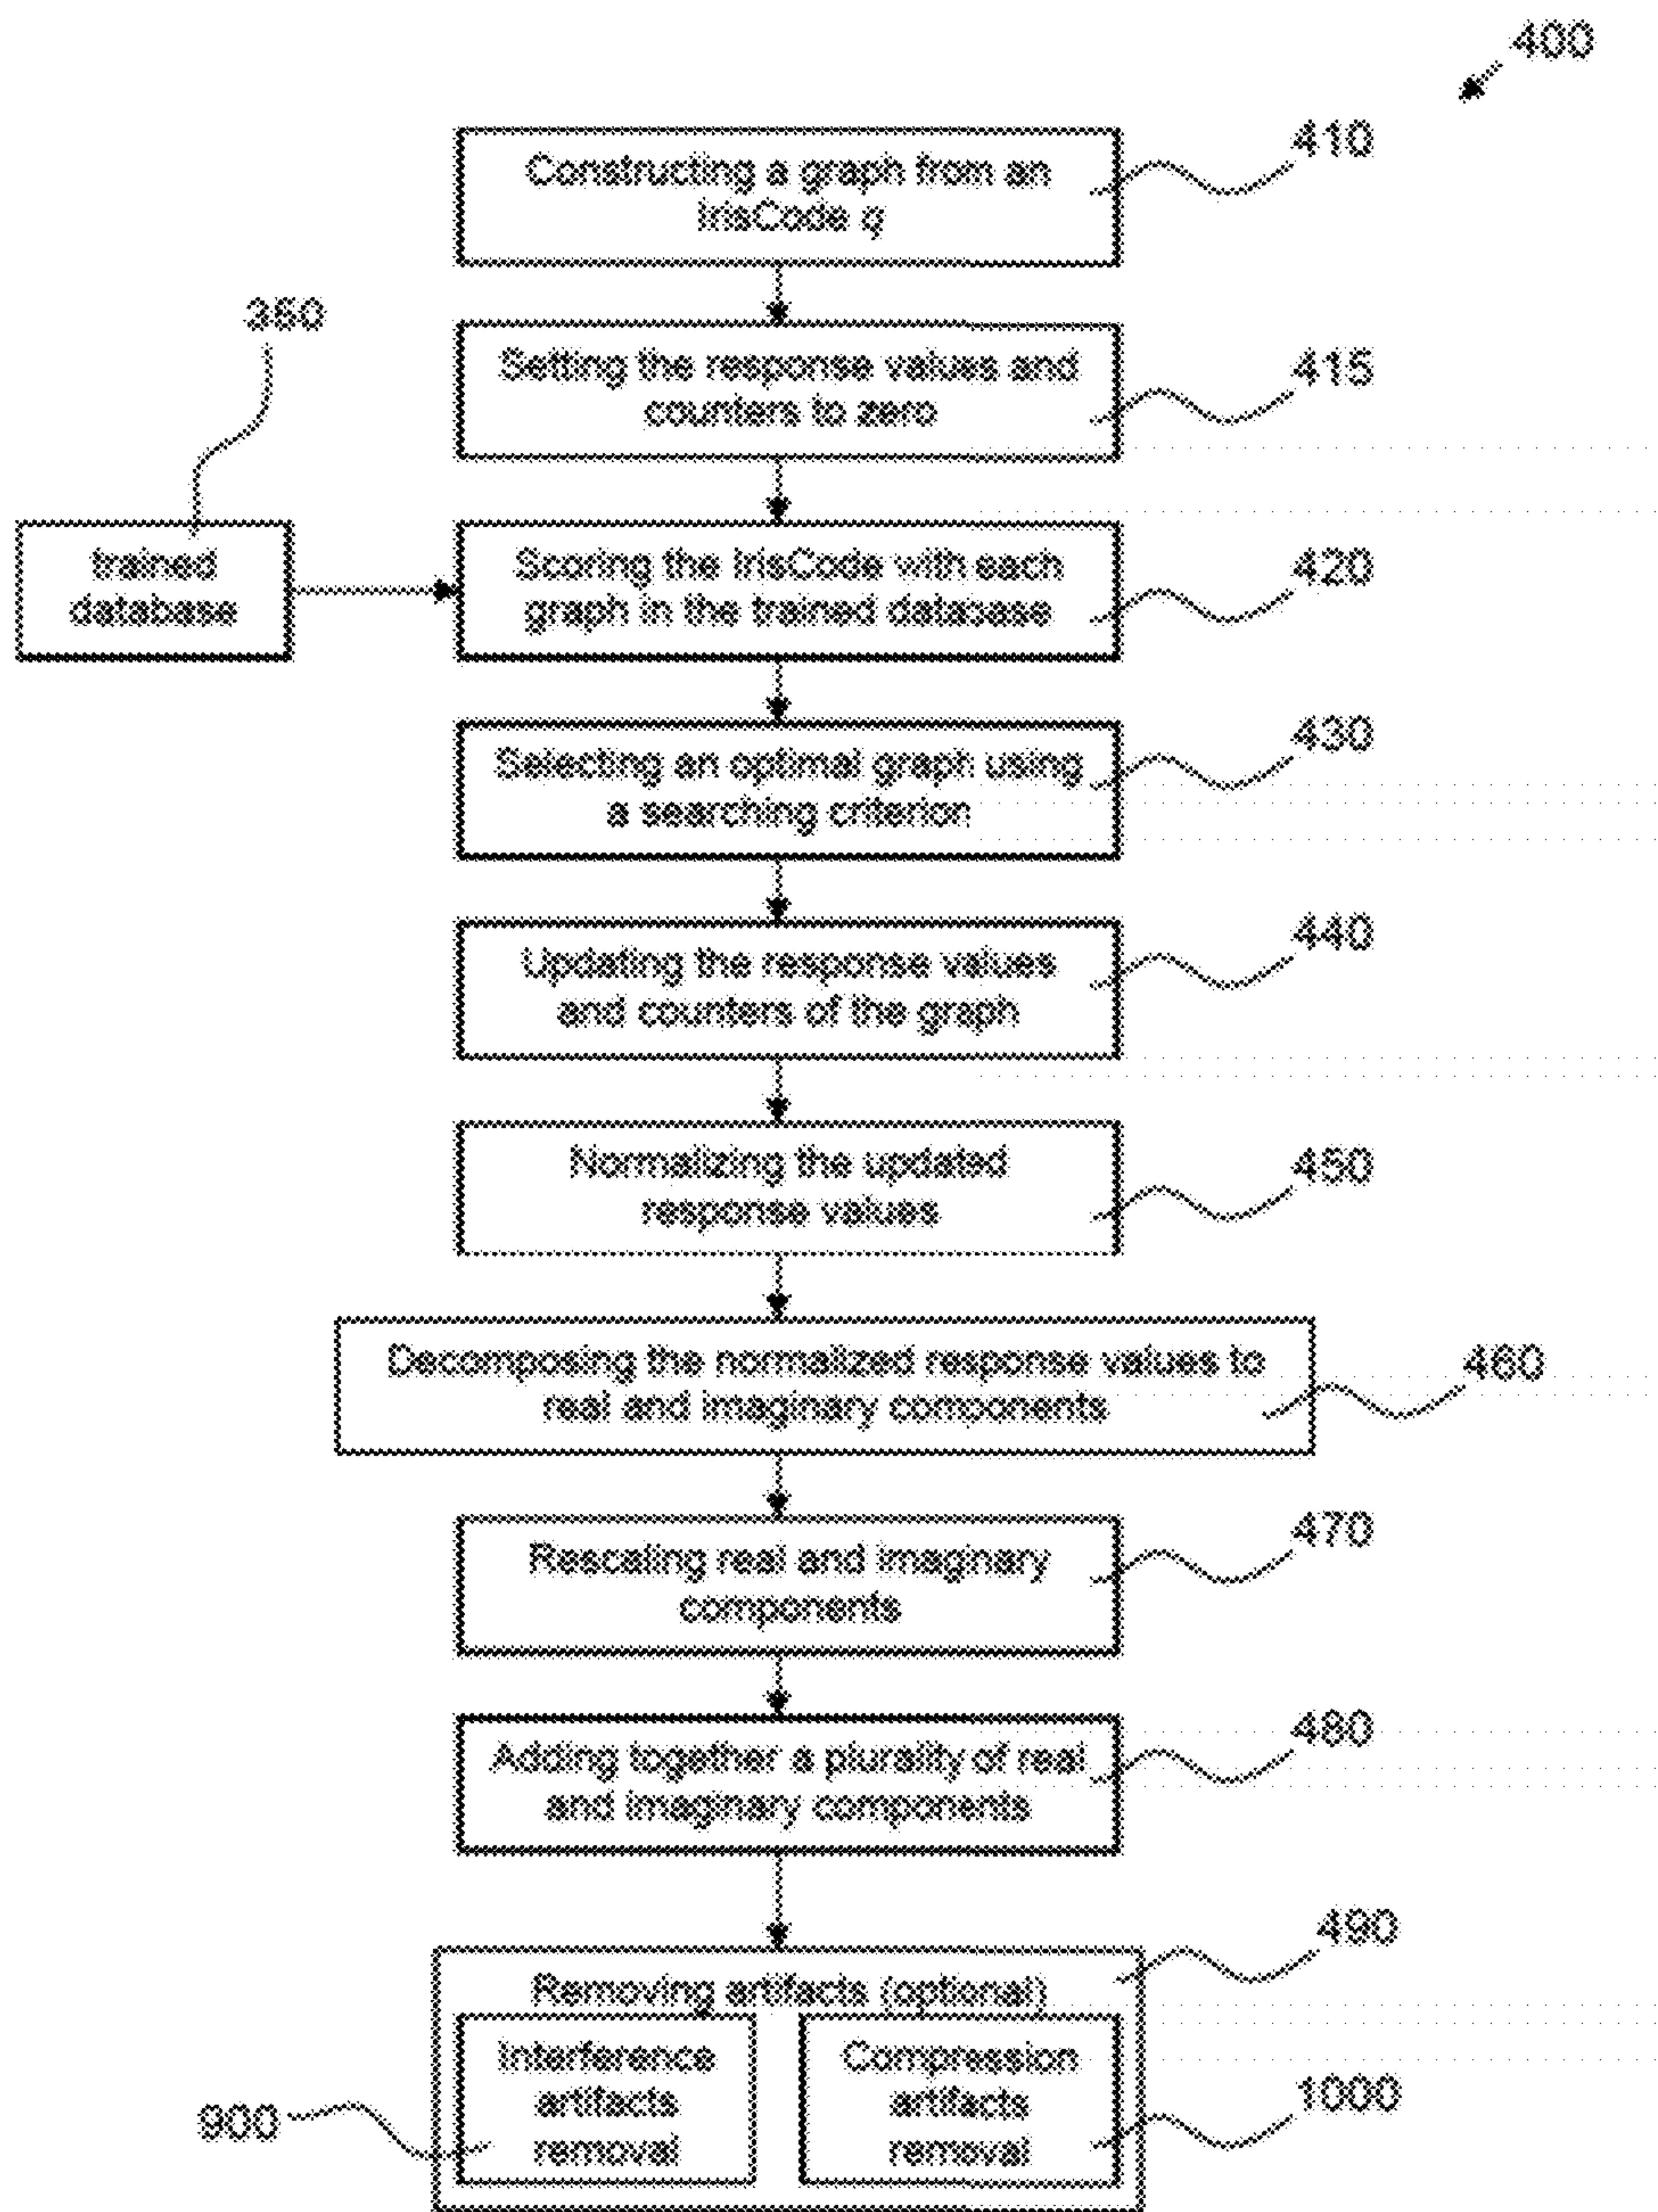 400
Constructing a graph from an
IrisCode q
410
350
Setting the response values and
counters to zero
415
trained
database
Scoring the IrisCode with each
graph in the trained database
420
Selecting an optimal graph using
a searching criterion
430
Updating the response values
and counters of the graph
440
Normalizing the updated
response values
450
Decomposing the normalized response values to
real and imaginary components
460
Rescaling real and imaginary
components
470
Adding together a plurality of real
and imaginary components
480
490
Removing artifacts (optional)
Interference
artifacts
removal
900
Compression
artifacts
removal
1000